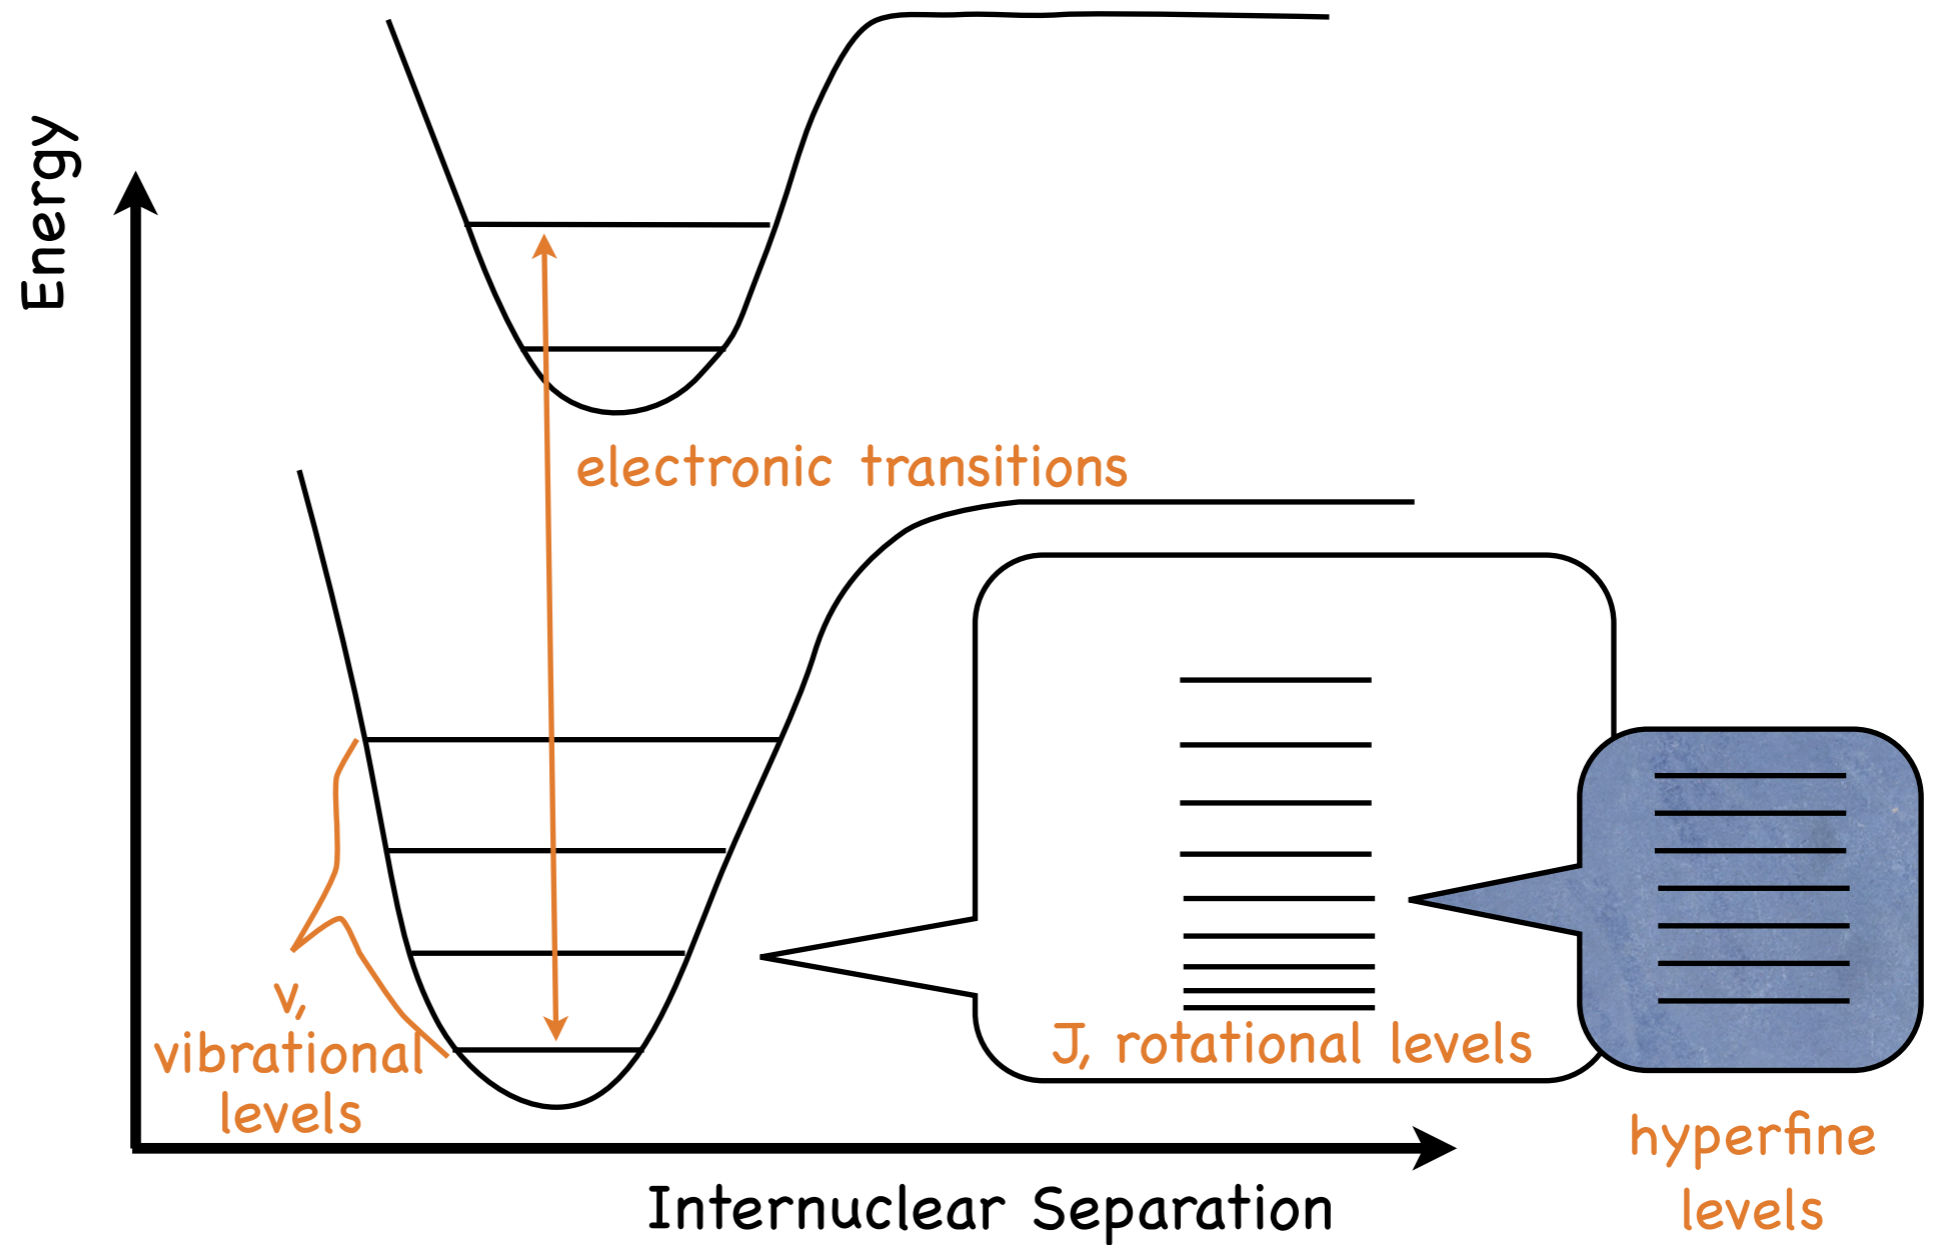 Energy
electronic transitions
v,
vibrational
levels
J, rotational levels
hyperfine
levels
Internuclear Separation